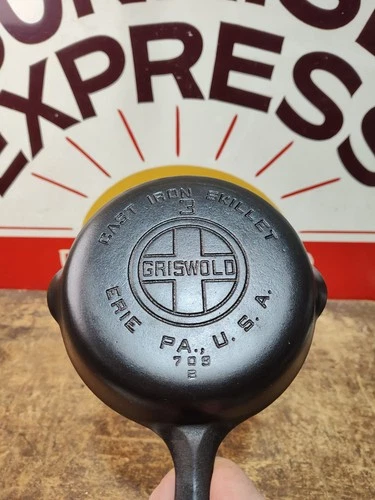 EXPRESS
CAST IRON SKILLET
3
GRISWOLD
ERIE PA., U. S. A.
709
B